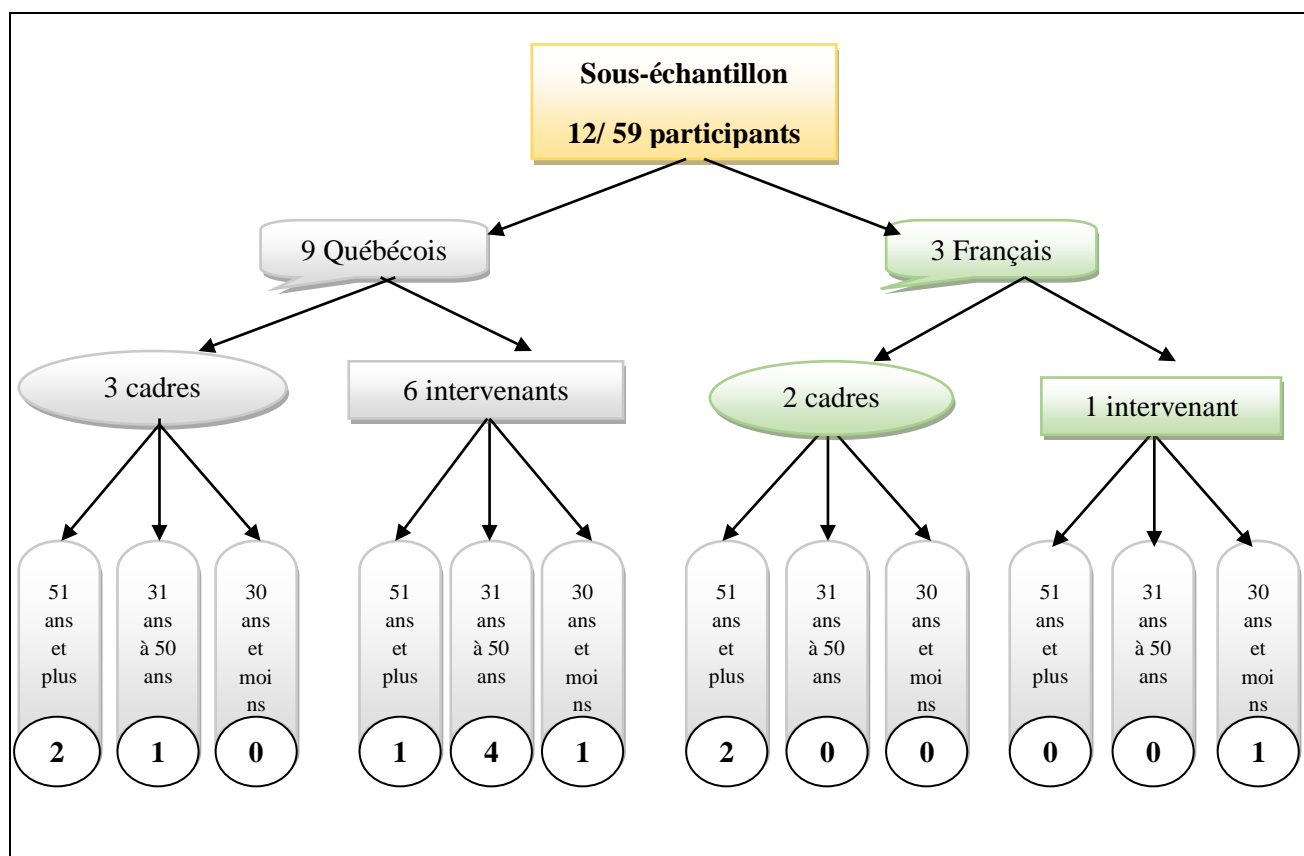 Sous-échantillon
12/ 59 participants
9 Québécois
3 Français
3 cadres
6 intervenants
2 cadres
1 intervenant
51
ans
et
plus
31
ans
à 50
ans
30
ans
et
moi
ns
51
ans
et
plus
31
ans
à 50
ans
30
ans
et
moi
ns
51
ans
et
plus
31
ans
à 50
ans
30
ans
et
moi
ns
51
ans
et
plus
31
ans
à 50
ans
30
ans
et
moi
ns
2
1
0
1
4
1
2
0
0
0
0
1